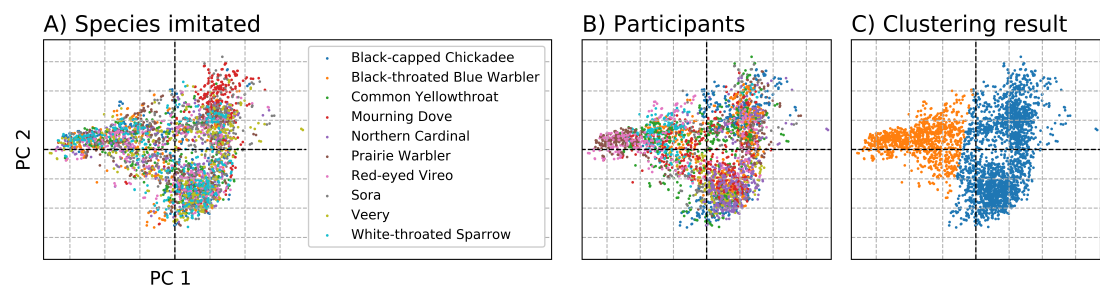 A) Species imitated
B) Participants
C) Clustering result
Black-capped Chickadee
Black-throated Blue Warbler
Common Yellowthroat
Mourning Dove
Northern Cardinal
Prairie Warbler
Red-eyed Vireo
Sora
Veery
White-throated Sparrow
PC 2
PC 1